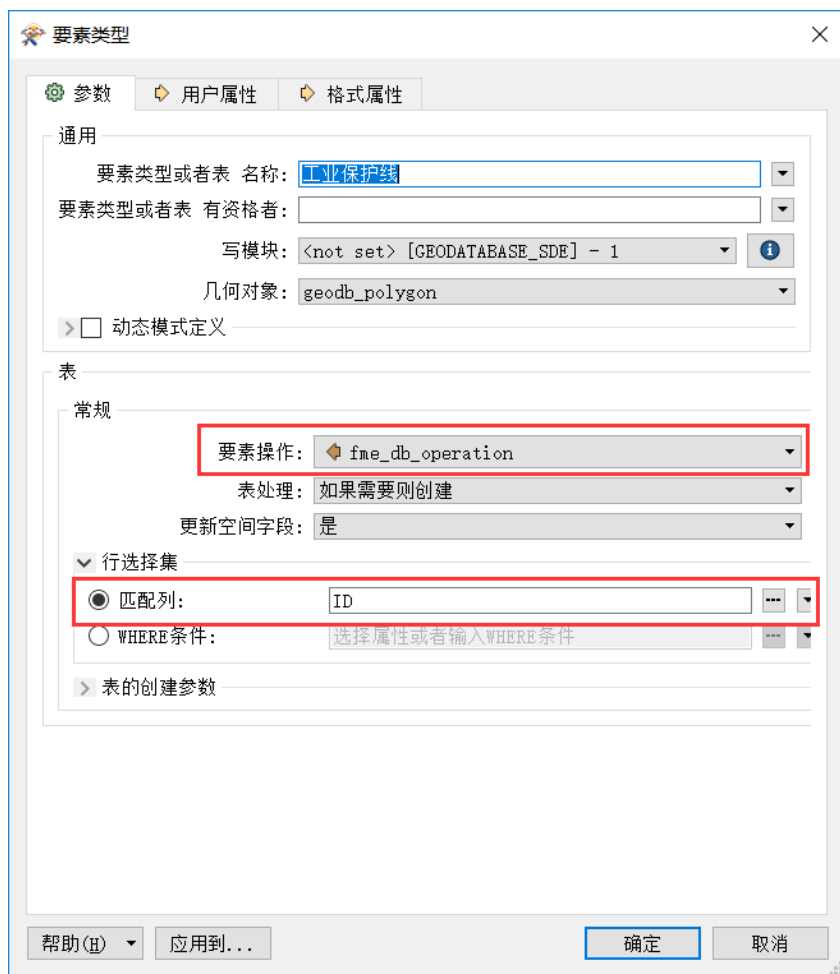 要素类型
参数 用户属性 格式属性
通用
要素类型或者表 名称: 工业保护线
要素类型或者表 有资格者:
写模块: <not set> [GEODATABASE_SDE] - 1
几何对象: geodb_polygon
动态模式定义
表
常规
要素操作: fme_db_operation
表处理: 如果需要则创建
更新空间字段: 是
行选择集
匹配列: ID ...
WHERE条件: 选择属性或者输入WHERE条件 ...
表的创建参数
帮助(H) 应用到... 确定 取消